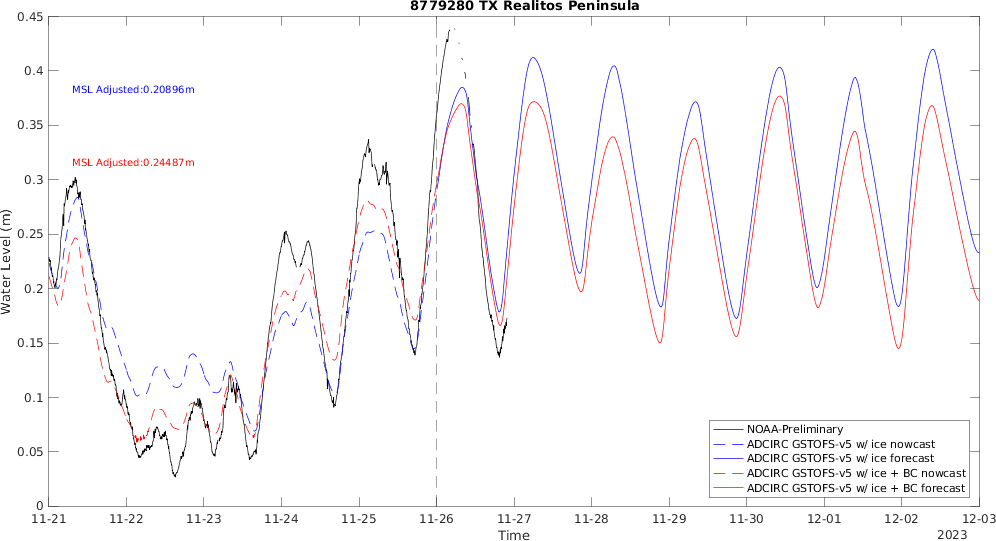 8779280 TX Realitos Peninsula
0.45
0.4
0.35
0.3
0.25
0.2
0.15
0.1
0.05
0
Water Level (m)
MSL Adjusted:0.20896m
MSL Adjusted:0.24487m
NOAA-Preliminary
ADCIRC GSTOFS-v5 w/ ice nowcast
ADCIRC GSTOFS-v5 w/ ice forecast
ADCIRC GSTOFS-v5 w/ ice + BC nowcast
ADCIRC GSTOFS-v5 w/ ice + BC forecast
11-21 11-22 11-23 11-24 11-25 11-26 11-27 11-28 11-29 11-30 12-01 12-02 12-03
Time
2023